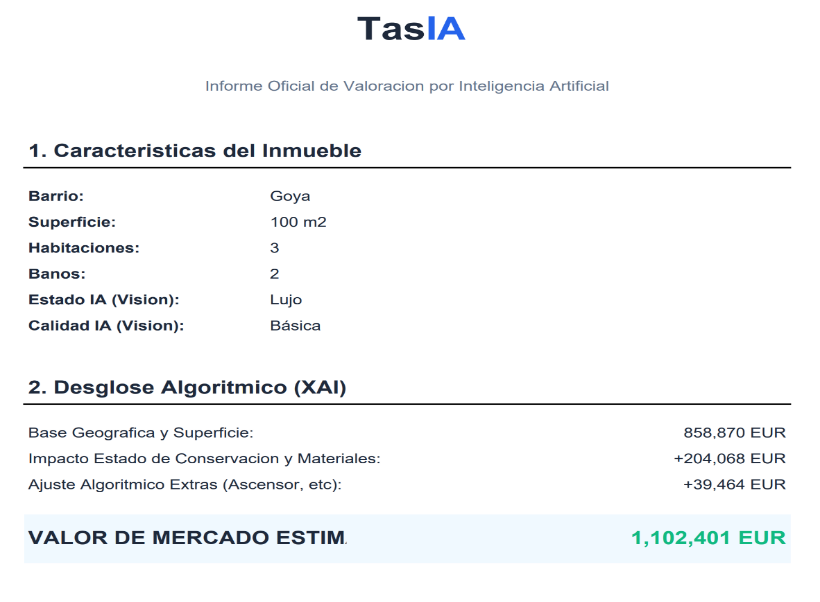 TasIA
Informe Oficial de Valoracion por Inteligencia Artificial
1. Caracteristicas del Inmueble
Barrio: Goya
Superficie: 100 m2
Habitaciones: 3
Banos: 2
Estado IA (Vision): Lujo
Calidad IA (Vision): Básica
2. Desglose Algoritmico (XAI)
Base Geografica y Superficie: 858,870 EUR
Impacto Estado de Conservacion y Materiales: +204,068 EUR
Ajuste Algoritmico Extras (Ascensor, etc): +39,464 EUR
VALOR DE MERCADO ESTIM. 1,102,401 EUR